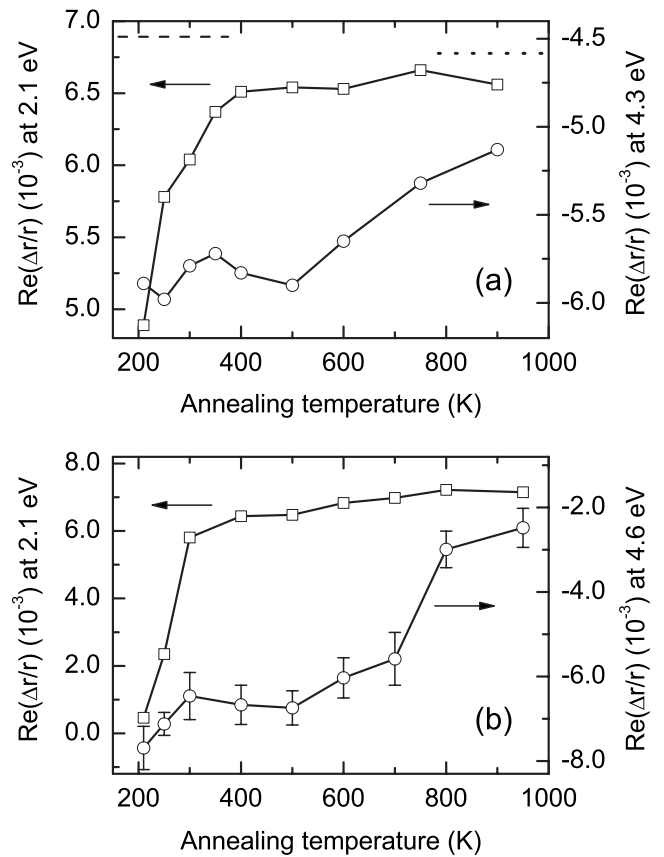 7.0
6.5
6.0
5.5
5.0
Re(Δr/r) (10⁻³) at 2.1 eV
-4.5
-5.0
-5.5
-6.0
Re(Δr/r) (10⁻³) at 4.3 eV
(a)
200 400 600 800 1000
Annealing temperature (K)
8.0
6.0
4.0
2.0
0.0
Re(Δr/r) (10⁻³) at 2.1 eV
-2.0
-4.0
-6.0
-8.0
Re(Δr/r) (10⁻³) at 4.6 eV
(b)
200 400 600 800 1000
Annealing temperature (K)